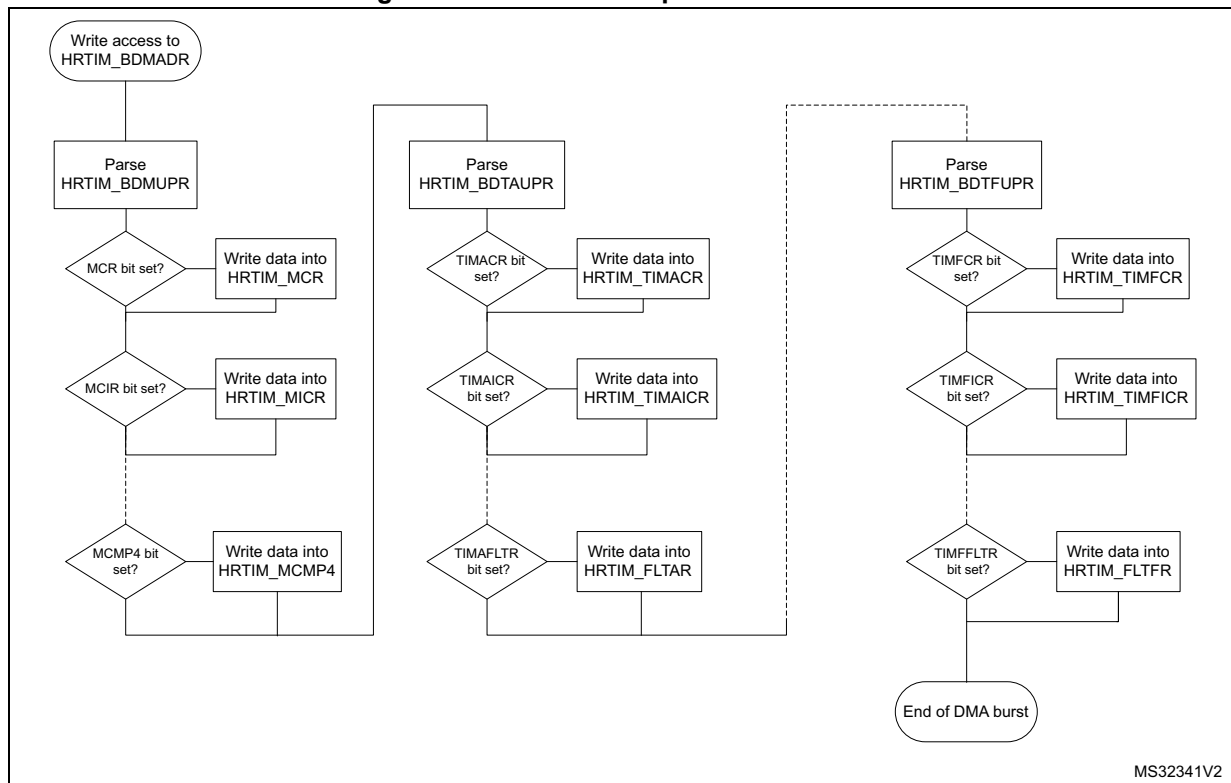 Write access to
HRTIM_BDMADR
Parse
HRTIM_BDMUPR
MCR bit set?
Write data into
HRTIM_MCR
MCIR bit set?
Write data into
HRTIM_MICR
MCMP4 bit
set?
Write data into
HRTIM_MCMP4
Parse
HRTIM_BDTAUPR
TIMACR bit
set?
Write data into
HRTIM_TIMACR
TIMAICR
bit set?
Write data into
HRTIM_TIMAICR
TIMAFLTR
bit set?
Write data into
HRTIM_FLTAR
Parse
HRTIM_BDTFUPR
TIMFCR bit
set?
Write data into
HRTIM_TIMFCR
TIMFICR
bit set?
Write data into
HRTIM_TIMFICR
TIMFFLTR
bit set?
Write data into
HRTIM_FLTFR
End of DMA burst
MS32341V2